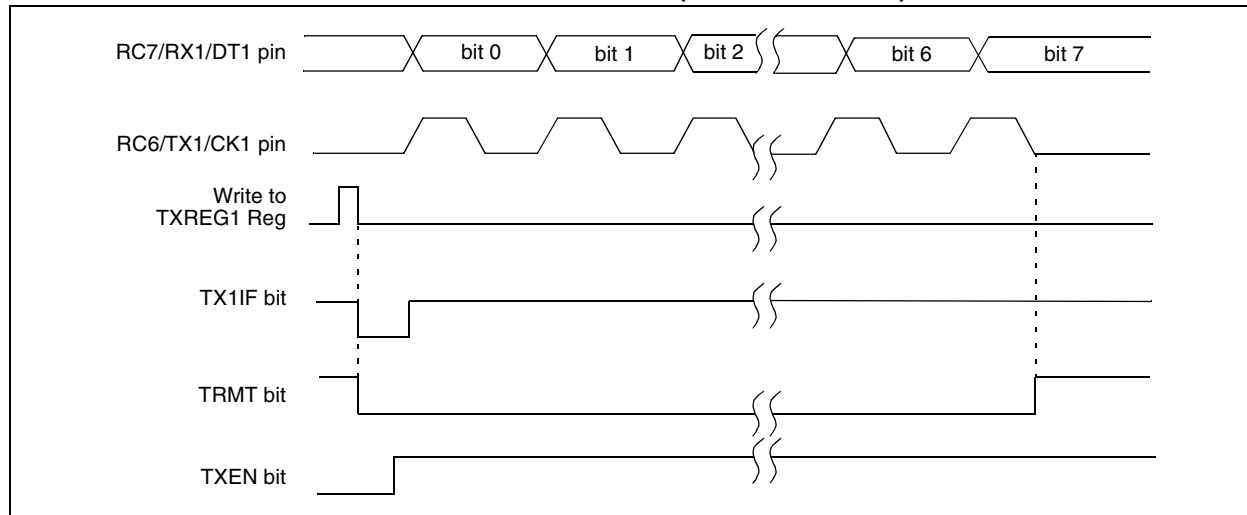 RC7/RX1/DT1 pin
bit 0
bit 1
bit 2
bit 6
bit 7
RC6/TX1/CK1 pin
Write to
TXREG1 Reg
TX1IF bit
TRMT bit
TXEN bit